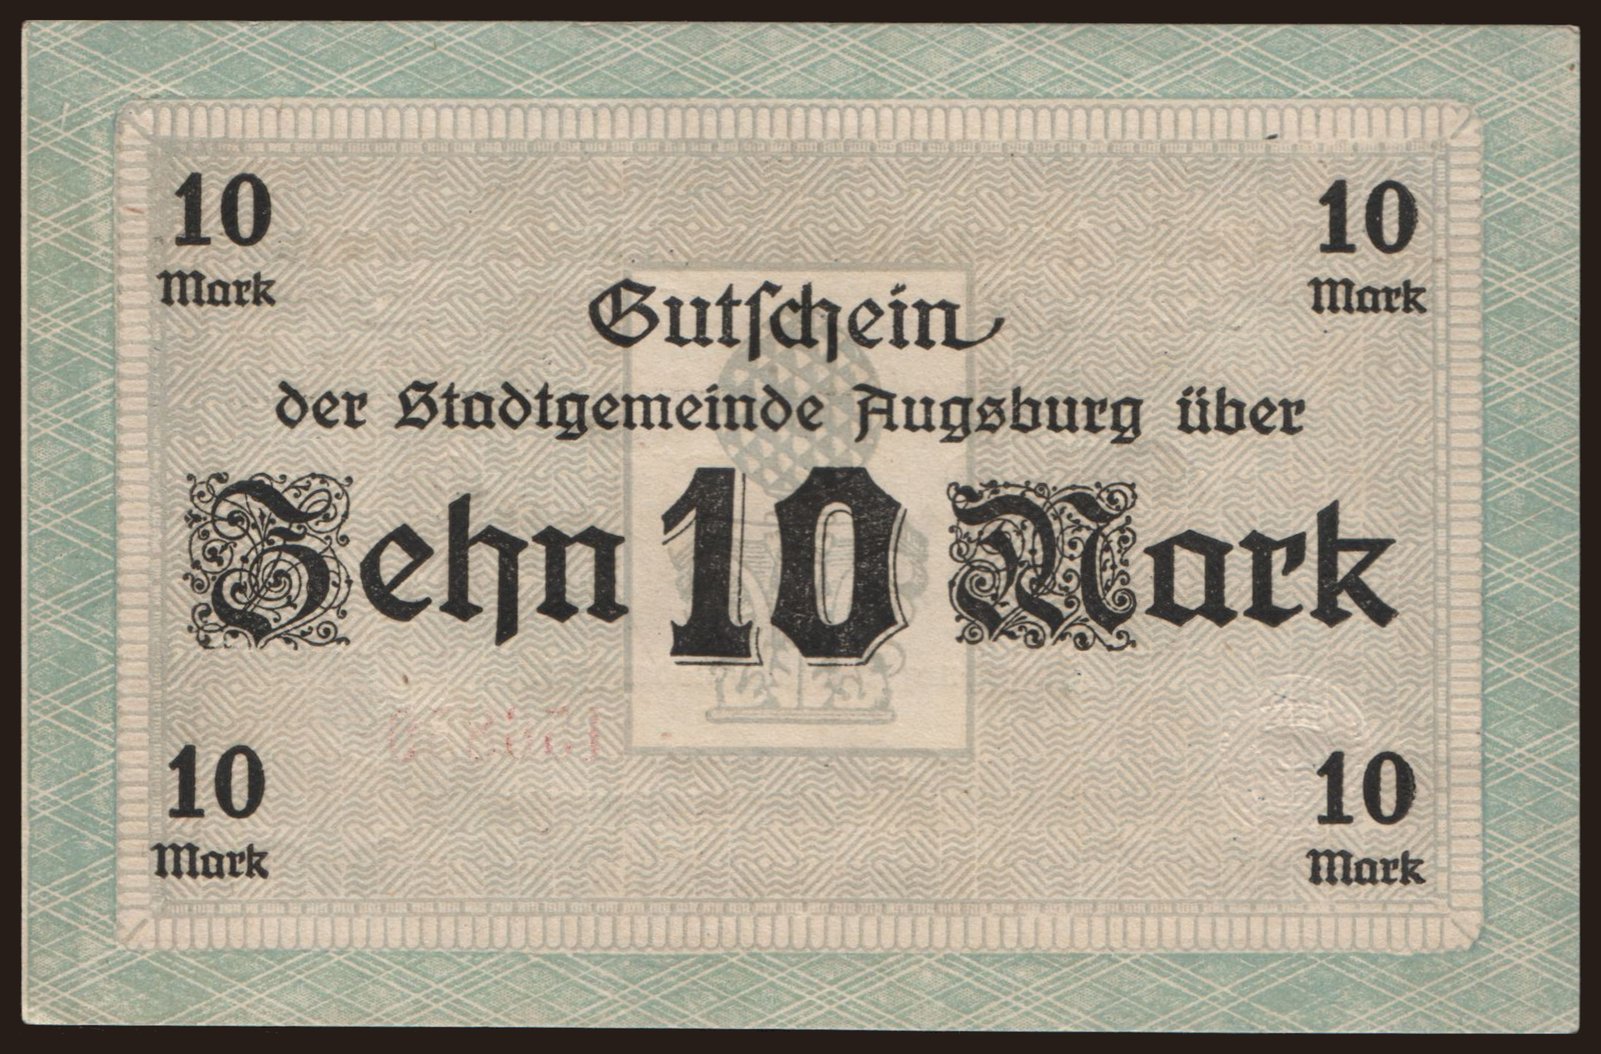 10 10
Mark Mark
Gutschein
der Stadtgemeinde Augsburg über
Zehn 10 Mark
10 10
Mark Mark